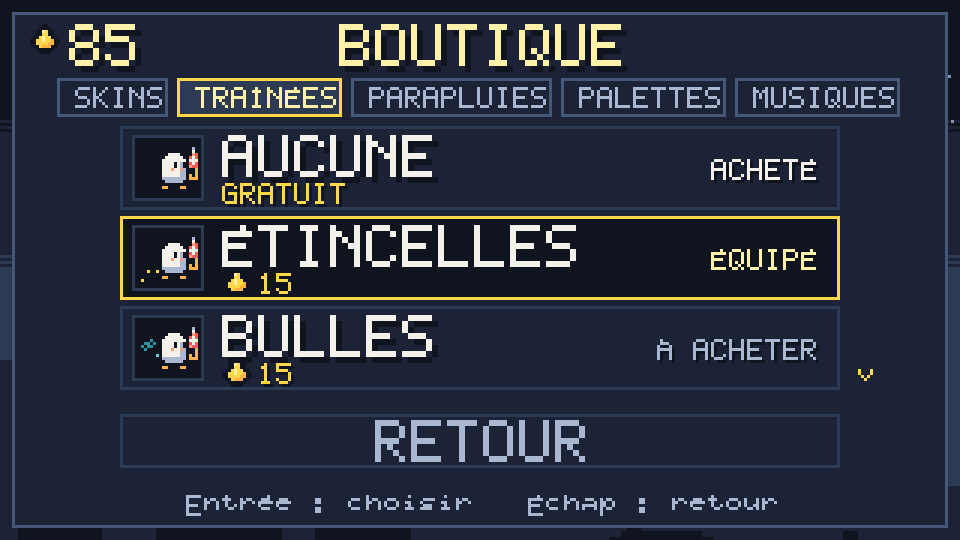 85 BOUTIQUE
SKINS TRAINÉES PARAPLUIES PALETTES MUSIQUES
AUCUNE ACHETÉ
GRATUIT
ÉTINCELLES ÉQUIPÉ
15
BULLES À ACHETER
15
RETOUR
Entrée : choisir Échap : retour